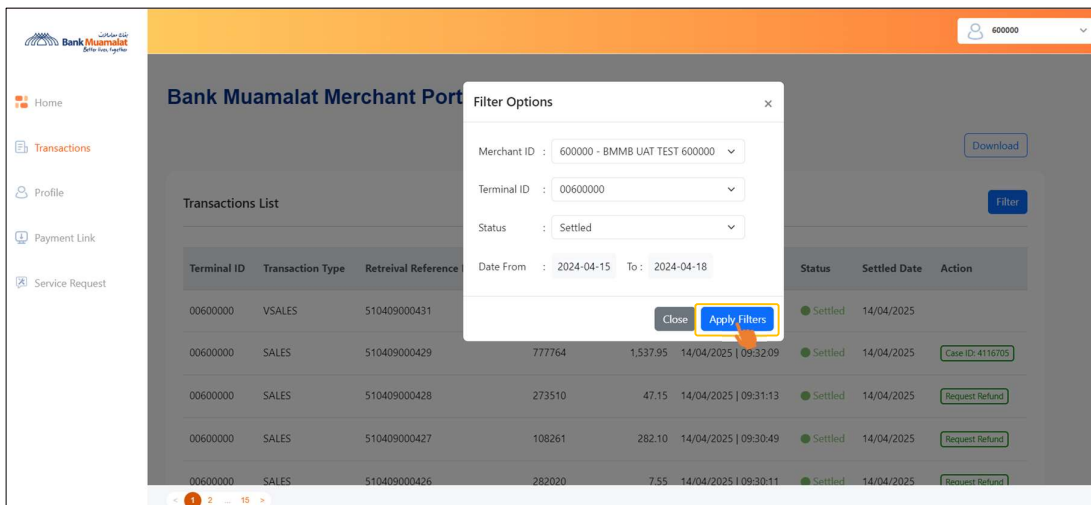 Bank Muamalat
Better lives, together
600000
Home
Transactions
Profile
Payment Link
Service Request
Bank Muamalat Merchant Port
Download
Transactions List
Filter
Filter Options
×
Merchant ID : 600000 - BMMB UAT TEST 600000
Terminal ID : 00600000
Status : Settled
Date From : 2024-04-15 To : 2024-04-18
Close Apply Filters
Terminal ID Transaction Type Retreival Reference Status Settled Date Action
00600000 VSALES 510409000431 Settled 14/04/2025
00600000 SALES 510409000429 777764 1,537.95 14/04/2025 | 09:32:09 Settled 14/04/2025 Case ID: 4116705
00600000 SALES 510409000428 273510 47.15 14/04/2025 | 09:31:13 Settled 14/04/2025 Request Refund
00600000 SALES 510409000427 108261 282.10 14/04/2025 | 09:30:49 Settled 14/04/2025 Request Refund
00600000 SALES 510409000426 282020 7.55 14/04/2025 | 09:30:11 Settled 14/04/2025 Request Refund
< 1 2 ... 15 >